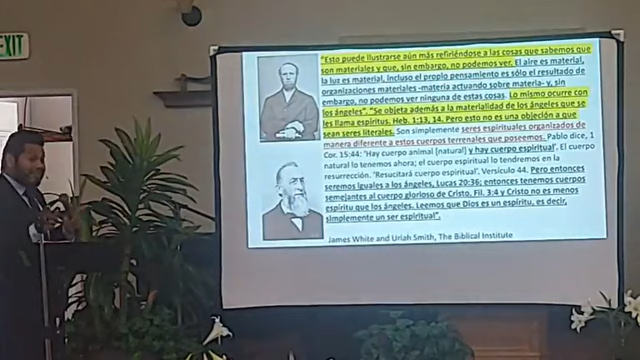 EXIT
"Esto puede ilustrarse aún más refiriéndose a las cosas que sabemos que
son materiales y que, sin embargo, no podemos ver. El aire es material,
la luz es material, incluso el propio pensamiento es sólo el resultado de
organizaciones materiales -materia actuando sobre materia- y, sin
embargo, no podemos ver ninguna de estas cosas. Lo mismo ocurre con
los ángeles". "Se objeta además a la materialidad de los ángeles que se
les llama espíritus. Heb. 1:13, 14. Pero esto no es una objeción a que
sean seres literales. Son simplemente seres espirituales organizados de
manera diferente a estos cuerpos terrenales que poseemos. Pablo dice, 1
Cor. 15:44: 'Hay cuerpo animal [natural] y hay cuerpo espiritual'. El cuerpo
natural lo tenemos ahora; el cuerpo espiritual lo tendremos en la
resurrección. 'Resucitará cuerpo espiritual'. Versículo 44. Pero entonces
seremos iguales a los ángeles, Lucas 20:36; entonces tenemos cuerpos
semejantes al cuerpo glorioso de Cristo, Fil. 3:4 y Cristo no es menos
espíritu que los ángeles. Leemos que Dios es un espíritu, es decir,
simplemente un ser espiritual".
James White and Uriah Smith, The Biblical Institute